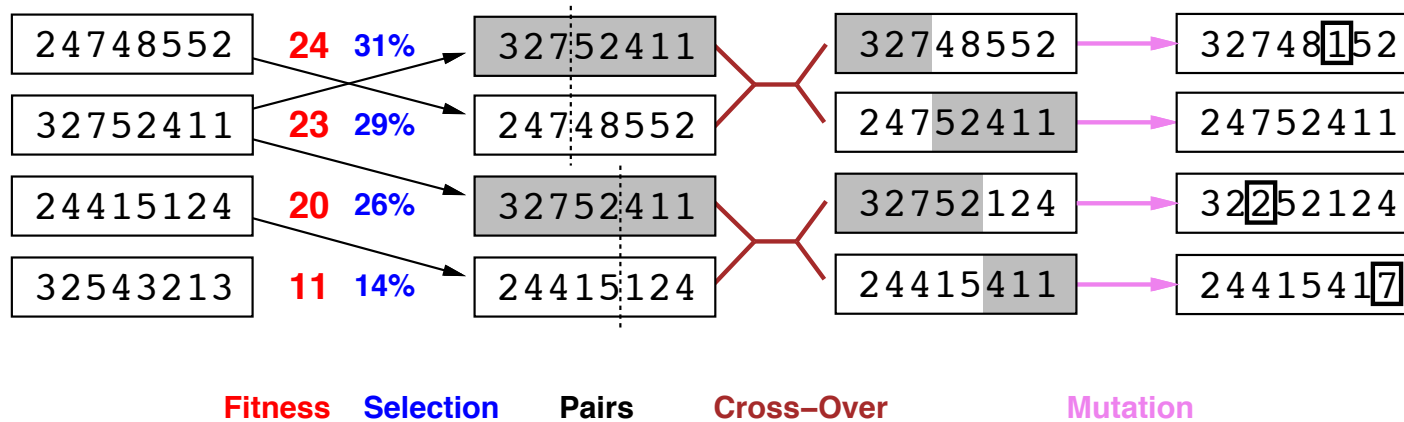 24748552 24 31% 32752411 32748552 32748152
32752411 23 29% 24748552 24752411 24752411
24415124 20 26% 32752411 32752124 32252124
32543213 11 14% 24415124 24415411 24415417
Fitness Selection Pairs Cross–Over Mutation